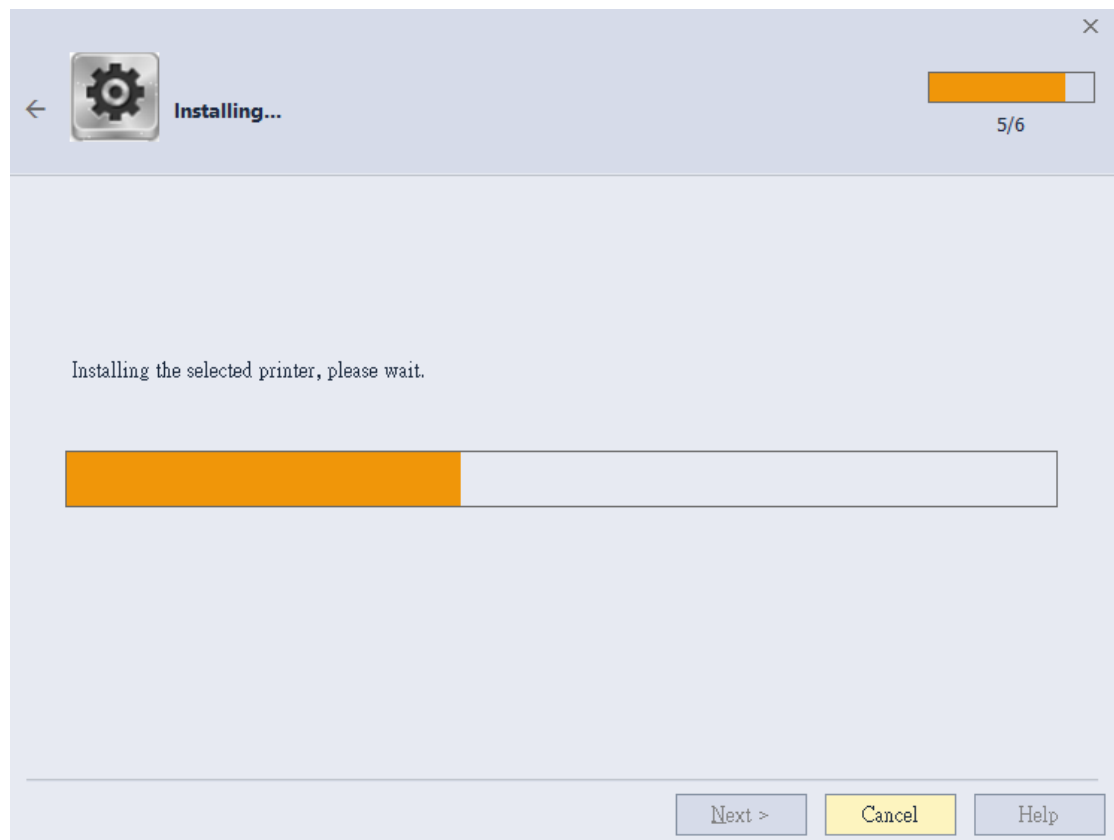 Installing...
5/6
Installing the selected printer, please wait.
Next >
Cancel
Help